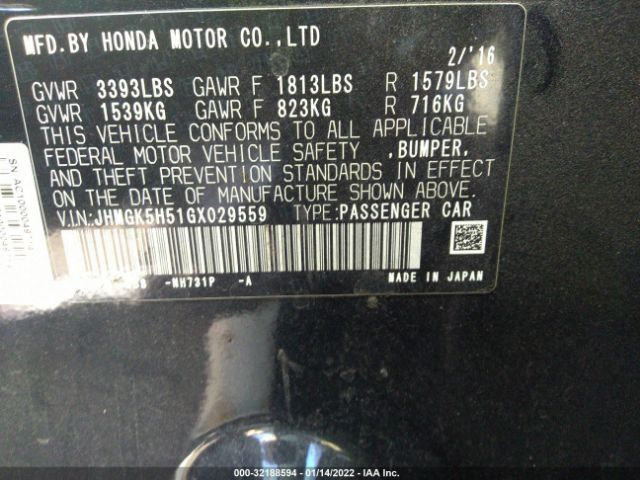 MFD.BY HONDA MOTOR CO.,LTD
2/'16
GVWR 3393LBS GAWR F 1813LBS R 1579LBS
GVWR 1539KG GAWR F 823KG R 716KG
THIS VEHICLE CONFORMS TO ALL APPLICABLE
FEDERAL MOTOR VEHICLE SAFETY ,BUMPER,
AND THEFT PREVENTION STANDARDS IN EFFECT
ON THE DATE OF MANUFACTURE SHOWN ABOVE.
V.I.N:JHMGK5H51GX029559 TYPE:PASSENGER CAR
-NH731P -A MADE IN JAPAN
000-32188594 - 01/14/2022 - IAA Inc.